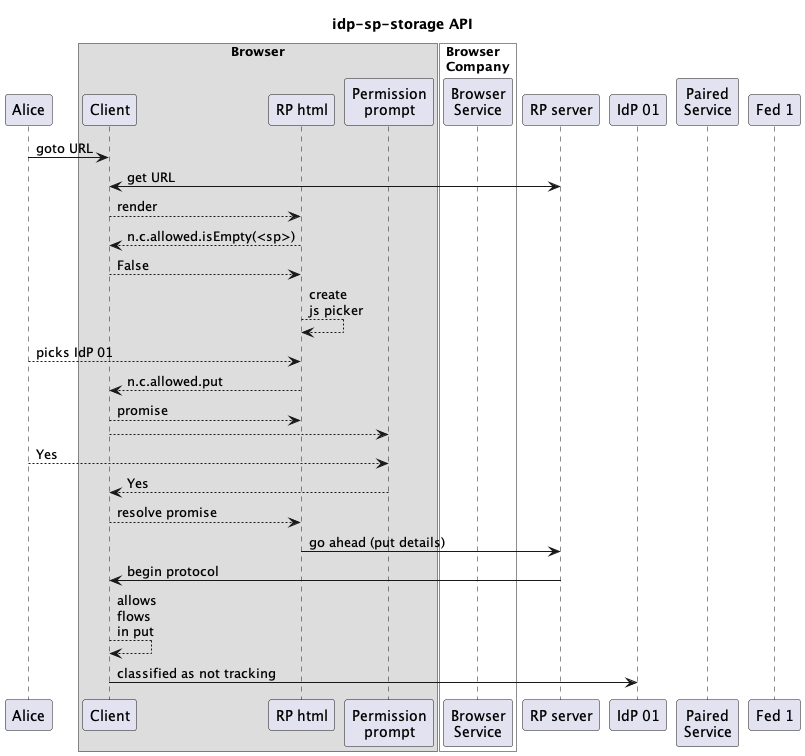 idp-sp-storage API
Browser
Browser
Company
Alice
Client
RP html
Permission
prompt
Browser
Service
RP server
IdP 01
Paired
Service
Fed 1
goto URL
get URL
render
n.c.allowed.isEmpty(<sp>)
False
create
js picker
picks IdP 01
n.c.allowed.put
promise
Yes
Yes
resolve promise
go ahead (put details)
begin protocol
allows
flows
in put
classified as not tracking
Alice
Client
RP html
Permission
prompt
Browser
Service
RP server
IdP 01
Paired
Service
Fed 1